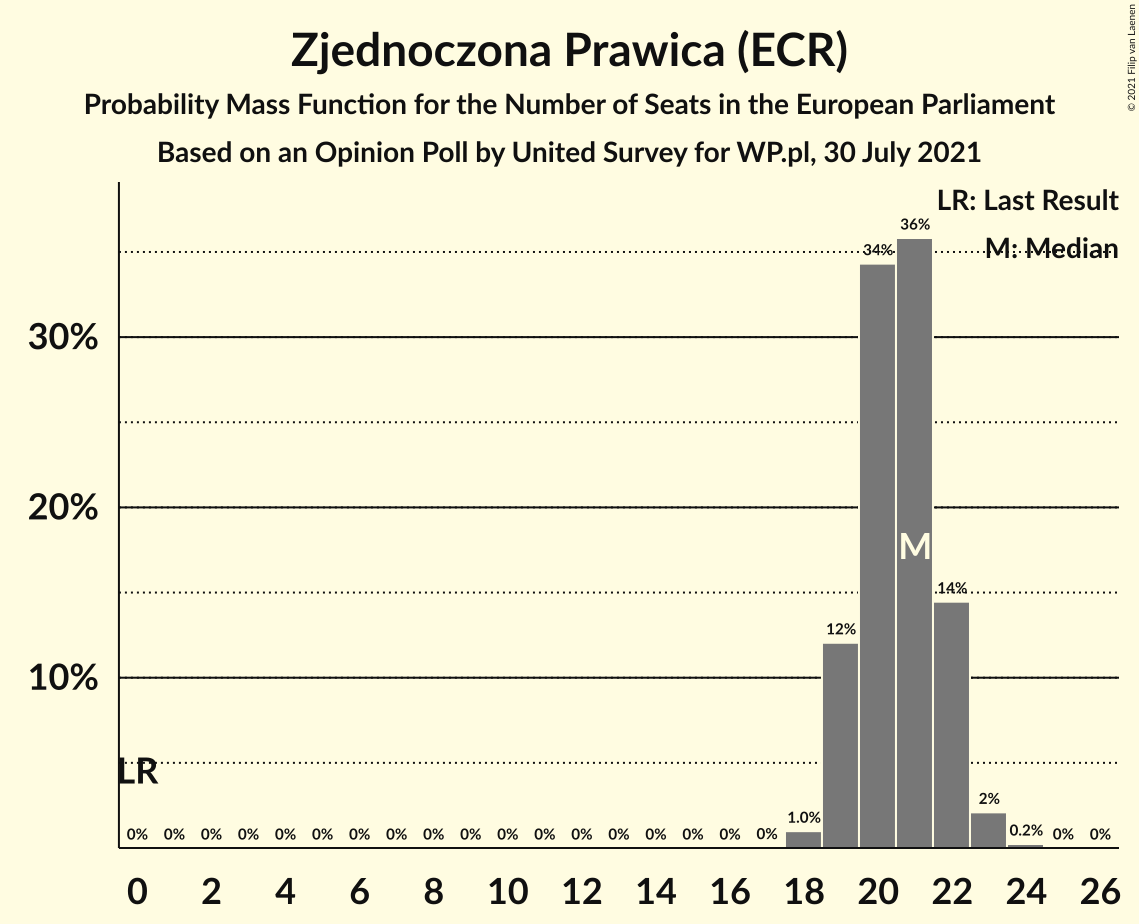 Zjednoczona Prawica (ECR)
Probability Mass Function for the Number of Seats in the European Parliament
Based on an Opinion Poll by United Survey for WP.pl, 30 July 2021
© 2021 Filip van Laenen
LR: Last Result
M: Median
36%
34%
30%
20%
M
14%
12%
10%
LR
0% 0% 0% 0% 0% 0% 0% 0% 0% 0% 0% 0% 0% 0% 0% 0% 0% 0% 1.0% 2% 0.2% 0% 0%
0 2 4 6 8 10 12 14 16 18 20 22 24 26